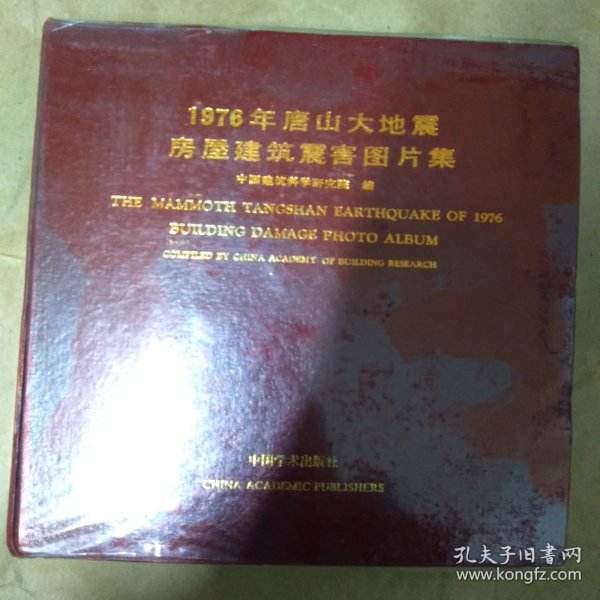 1976年唐山大地震
房屋建筑震害图片集
中国建筑科学研究院 编
THE MAMMOTH TANGSHAN EARTHQUAKE OF 1976
BUILDING DAMAGE PHOTO ALBUM
COMPILED BY CHINA ACADEMY OF BUILDING RESEARCH
中国学术出版社
CHINA ACADEMIC PUBLISHERS
孔夫子旧书网
www.kongfz.com